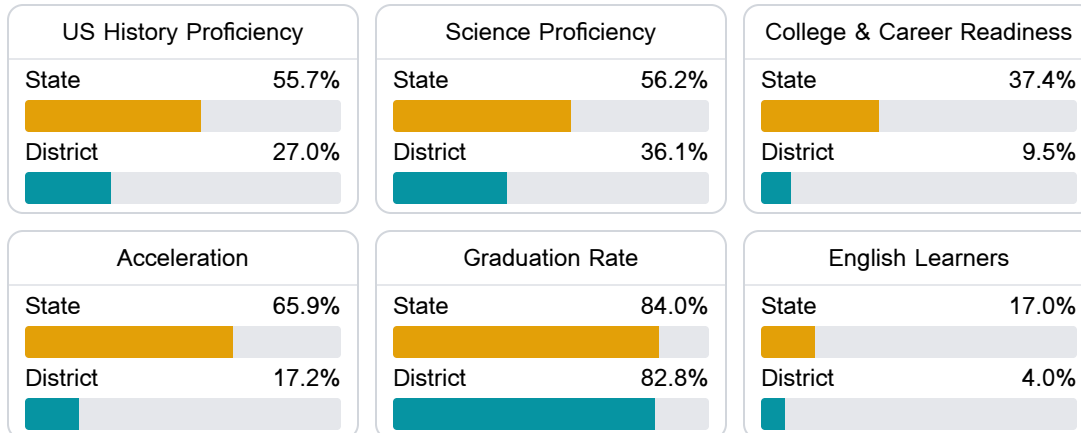 US History Proficiency
State 55.7%
District 27.0%
Science Proficiency
State 56.2%
District 36.1%
College & Career Readiness
State 37.4%
District 9.5%
Acceleration
State 65.9%
District 17.2%
Graduation Rate
State 84.0%
District 82.8%
English Learners
State 17.0%
District 4.0%